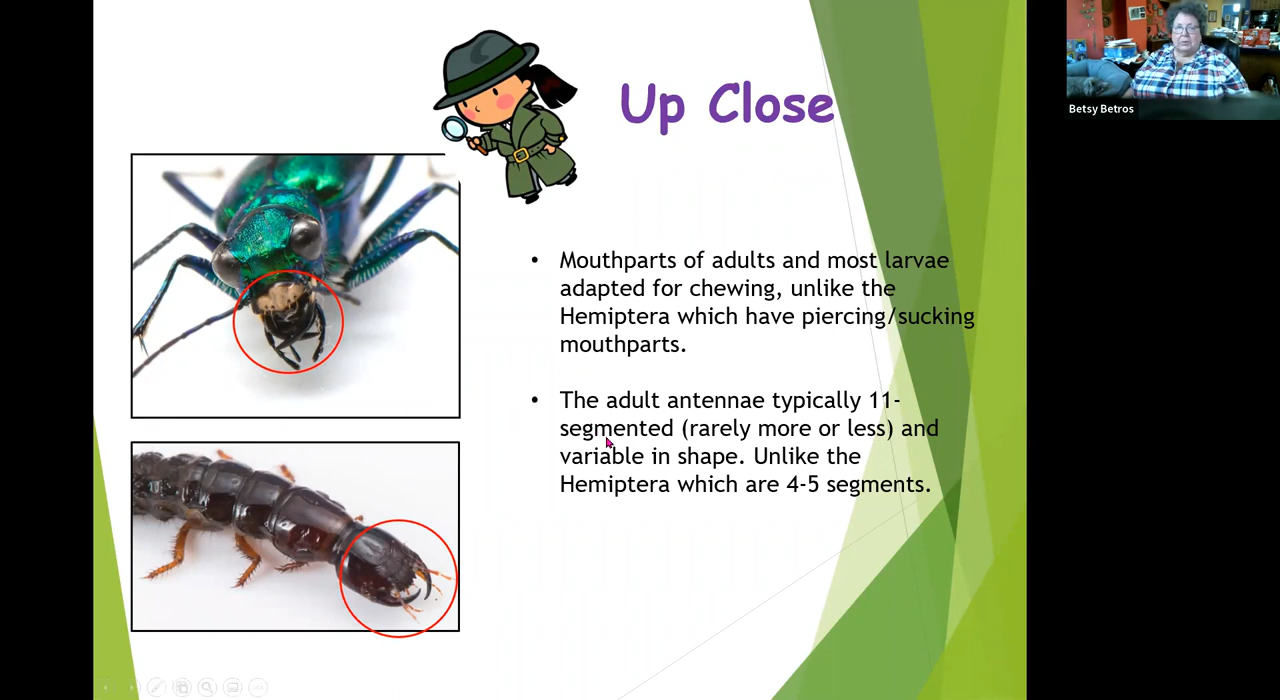 Up Close
Betsy Betros
• Mouthparts of adults and most larvae
adapted for chewing, unlike the
Hemiptera which have piercing/sucking
mouthparts.
• The adult antennae typically 11-
segmented (rarely more or less) and
variable in shape. Unlike the
Hemiptera which are 4-5 segments.